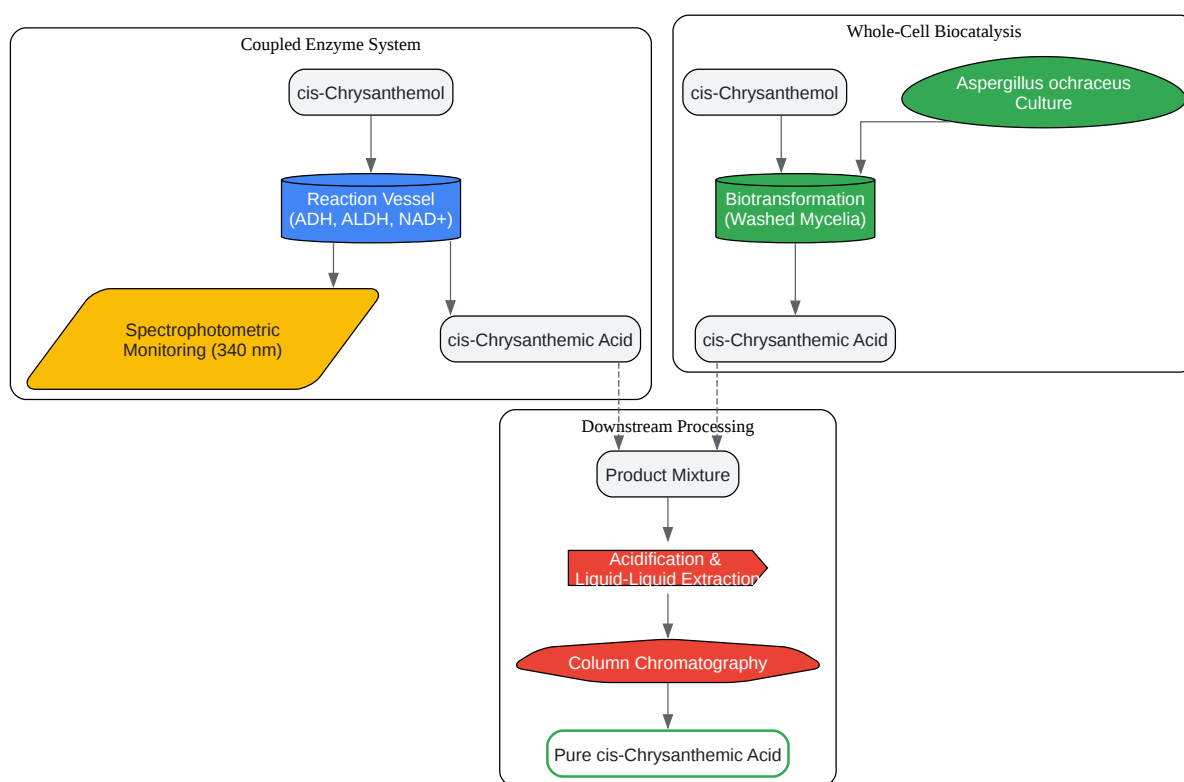 Coupled Enzyme System
cis-Chrysanthemol
Reaction Vessel
(ADH, ALDH, NAD+)
Spectrophotometric
Monitoring (340 nm)
cis-Chrysanthemic Acid
Whole-Cell Biocatalysis
cis-Chrysanthemol
Aspergillus ochraceus
Culture
Biotransformation
(Washed Mycelia)
cis-Chrysanthemic Acid
Downstream Processing
Product Mixture
Acidification &
Liquid-Liquid Extraction
Column Chromatography
Pure cis-Chrysanthemic Acid